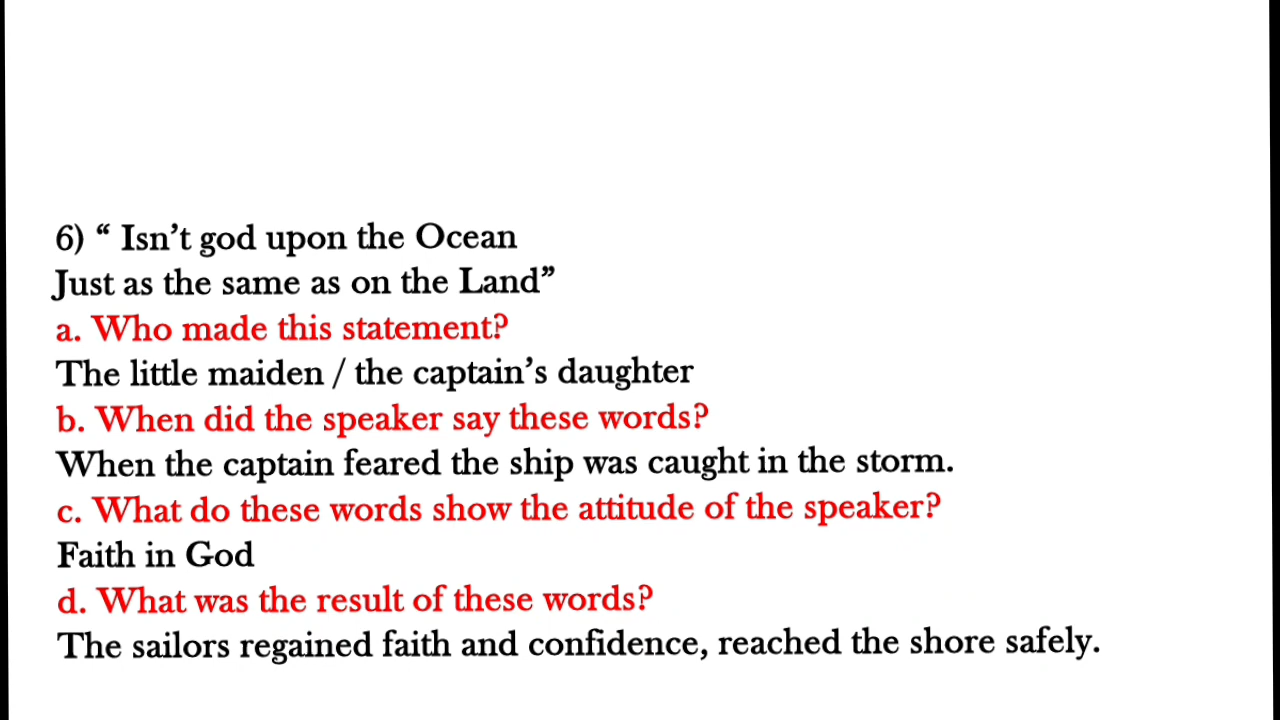 6) “ Isn’t god upon the Ocean
Just as the same as on the Land”
a. Who made this statement?
The little maiden / the captain’s daughter
b. When did the speaker say these words?
When the captain feared the ship was caught in the storm.
c. What do these words show the attitude of the speaker?
Faith in God
d. What was the result of these words?
The sailors regained faith and confidence, reached the shore safely.